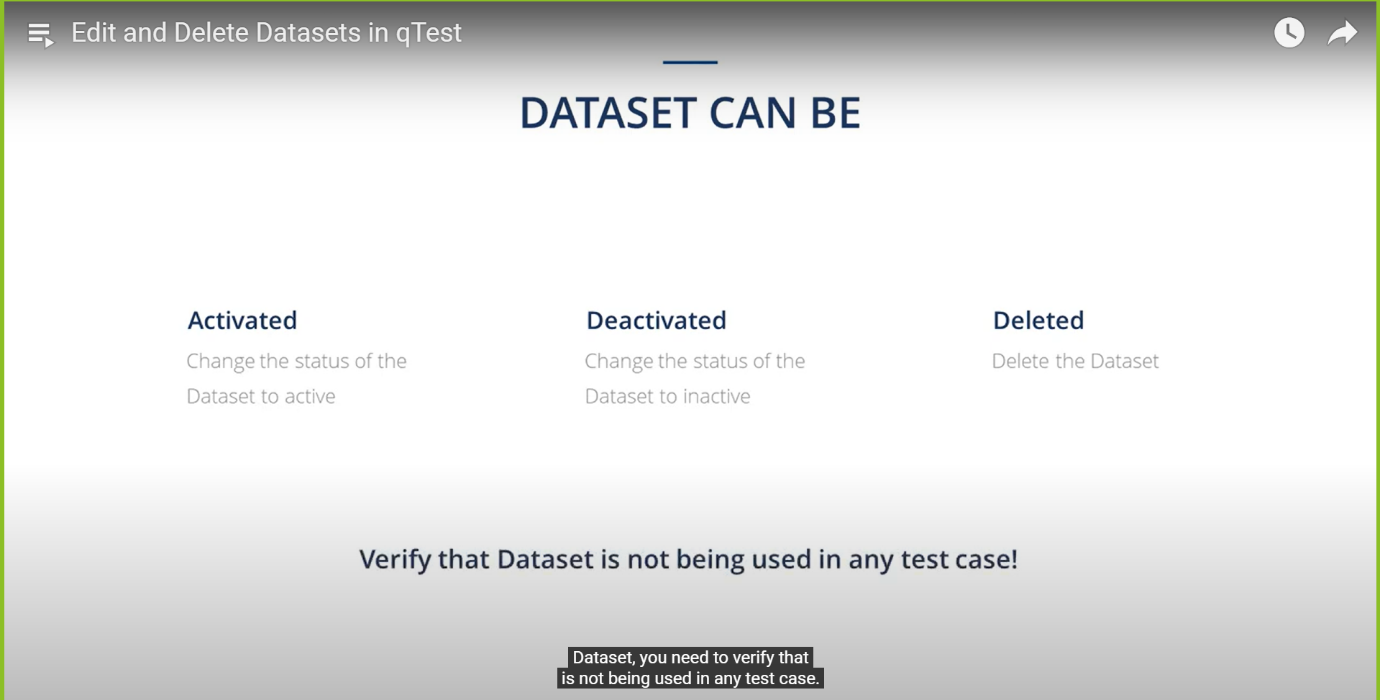 Edit and Delete Datasets in qTest
DATASET CAN BE
Activated
Change the status of the
Dataset to active
Deactivated
Change the status of the
Dataset to inactive
Deleted
Delete the Dataset
Verify that Dataset is not being used in any test case!
Dataset, you need to verify that
is not being used in any test case.